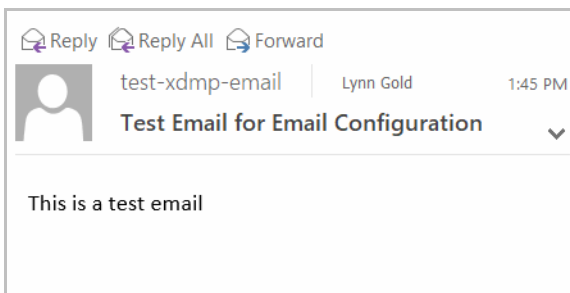 Reply Reply All Forward
test-xdmp-email Lynn Gold 1:45 PM
Test Email for Email Configuration
This is a test email